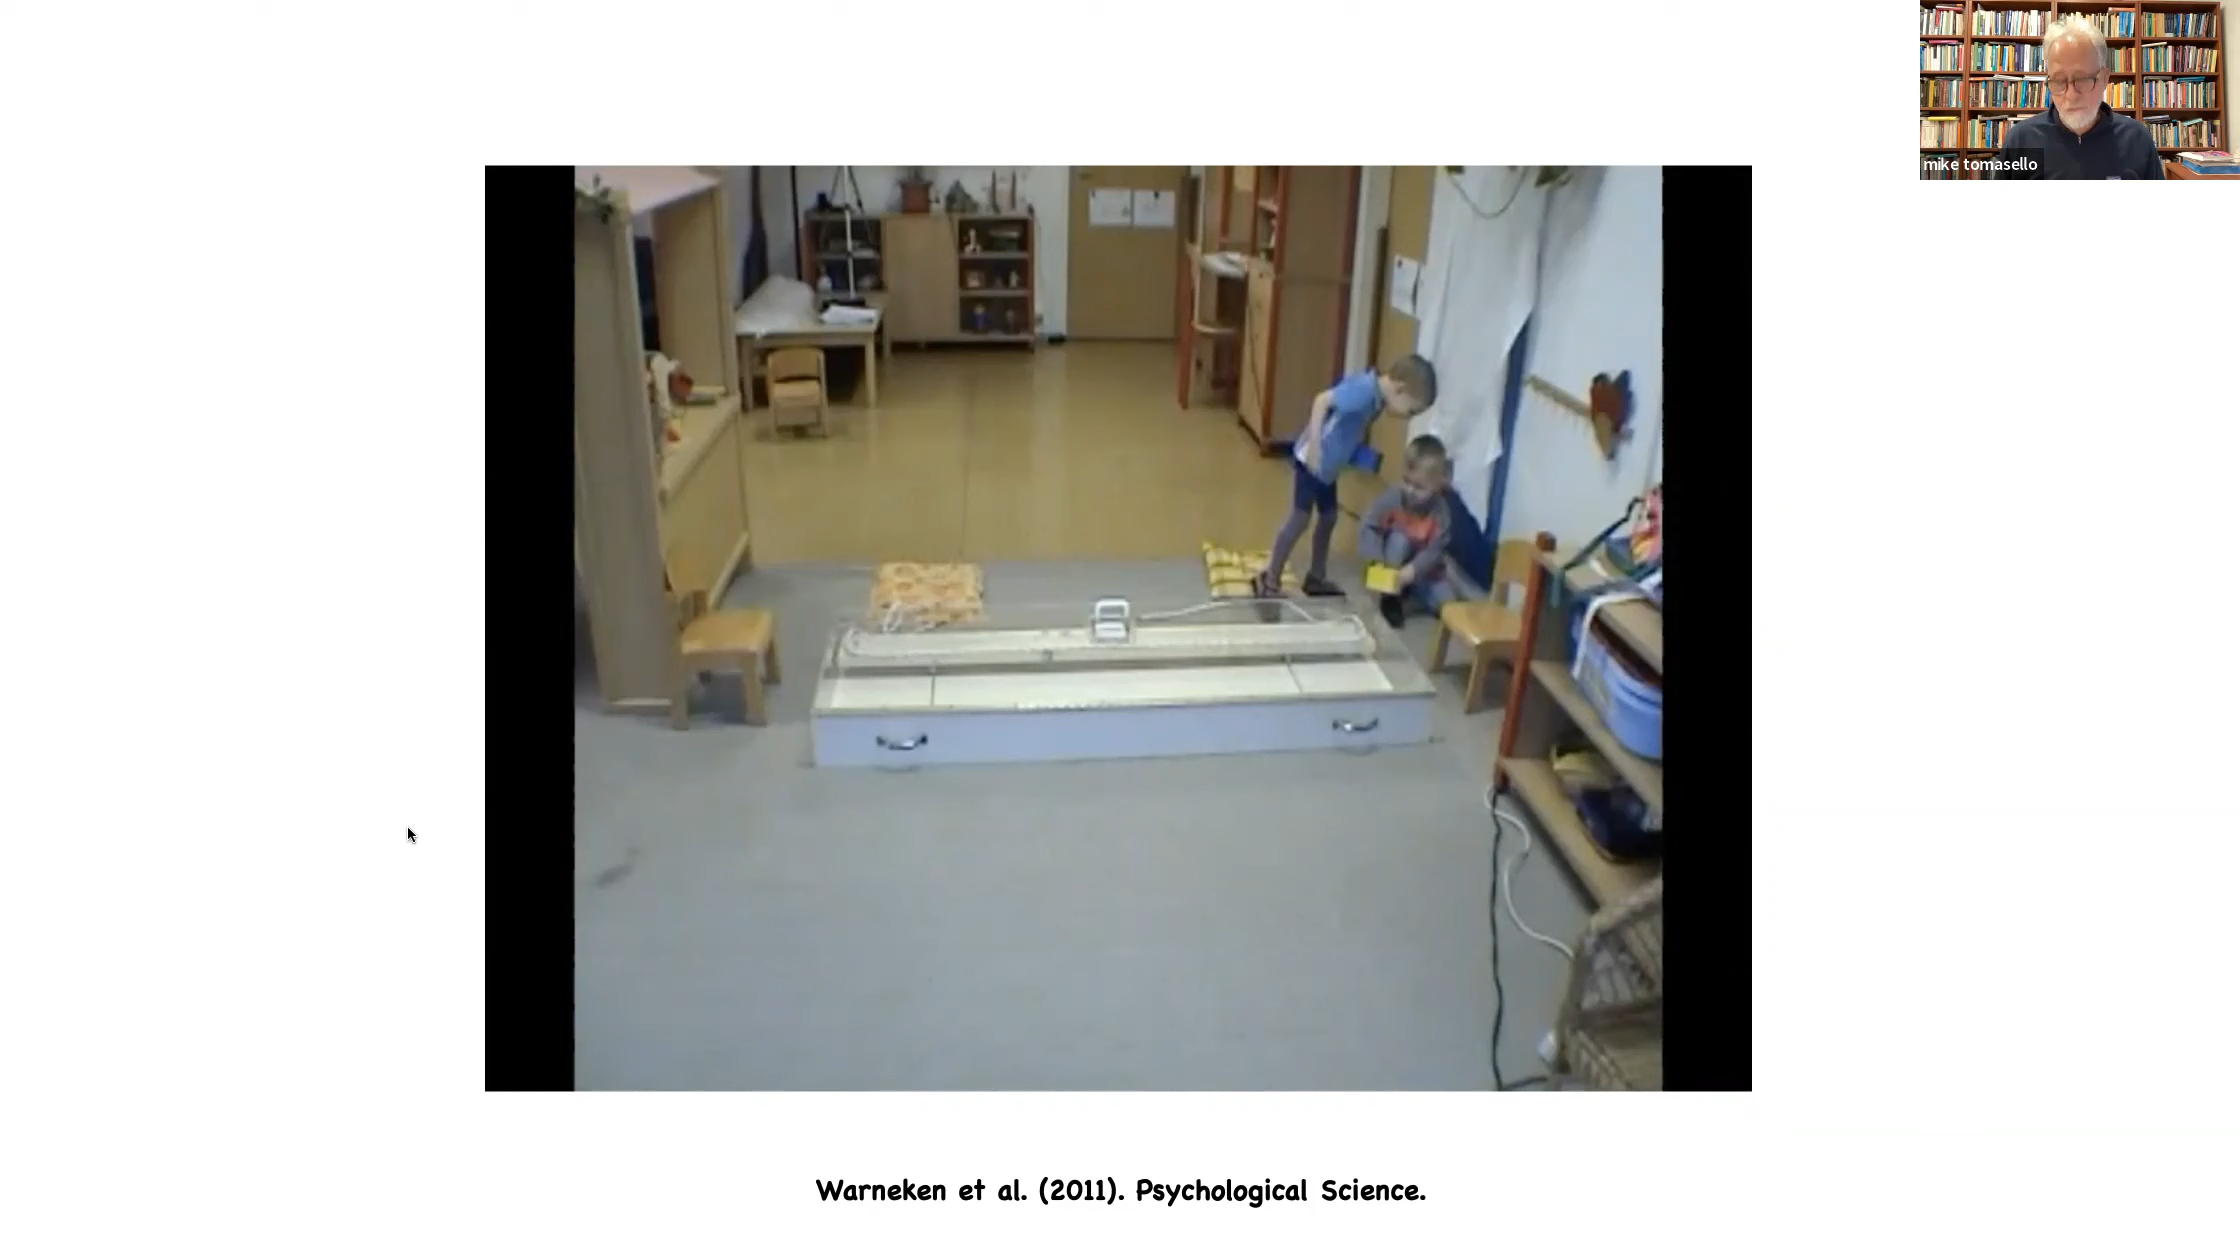 mike tomasello
Warneken et al. (2011). Psychological Science.